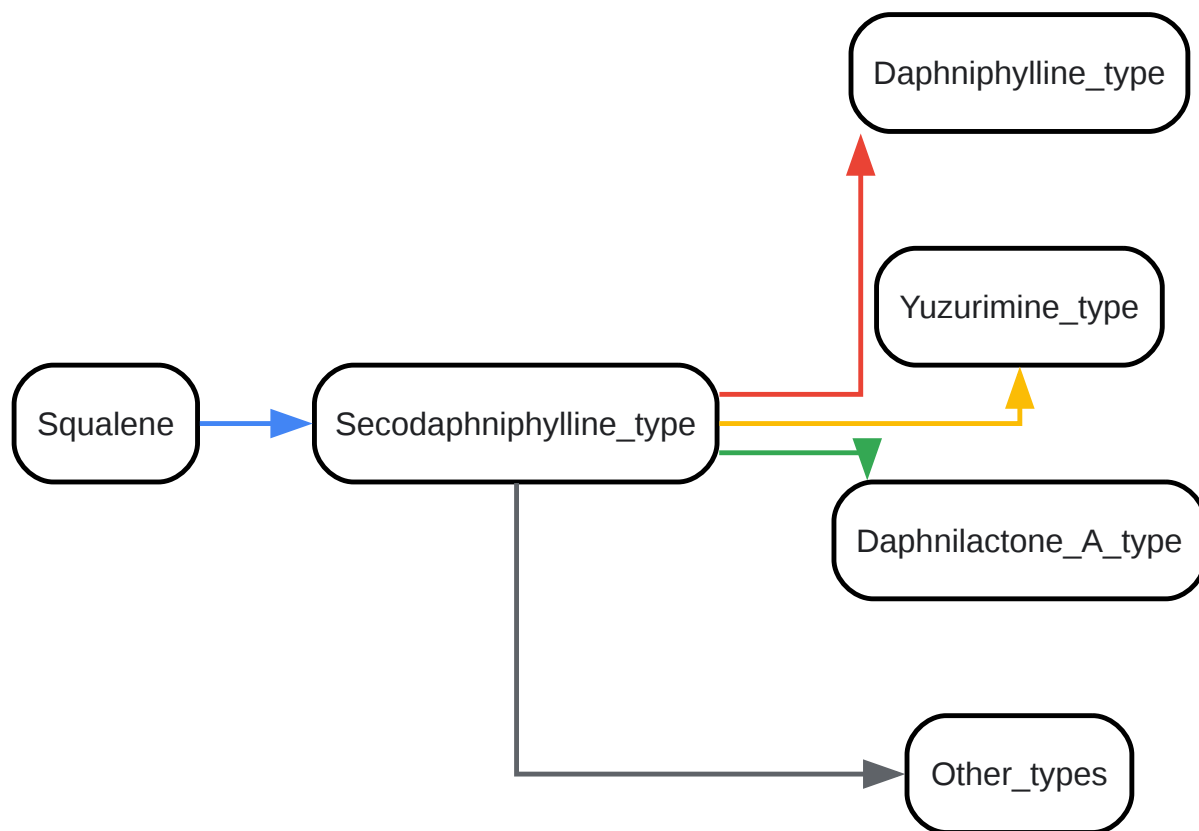 Daphniphylline_type
Yuzurimine_type
Squalene
Secodaphniphylline_type
Daphnilactone_A_type
Other_types